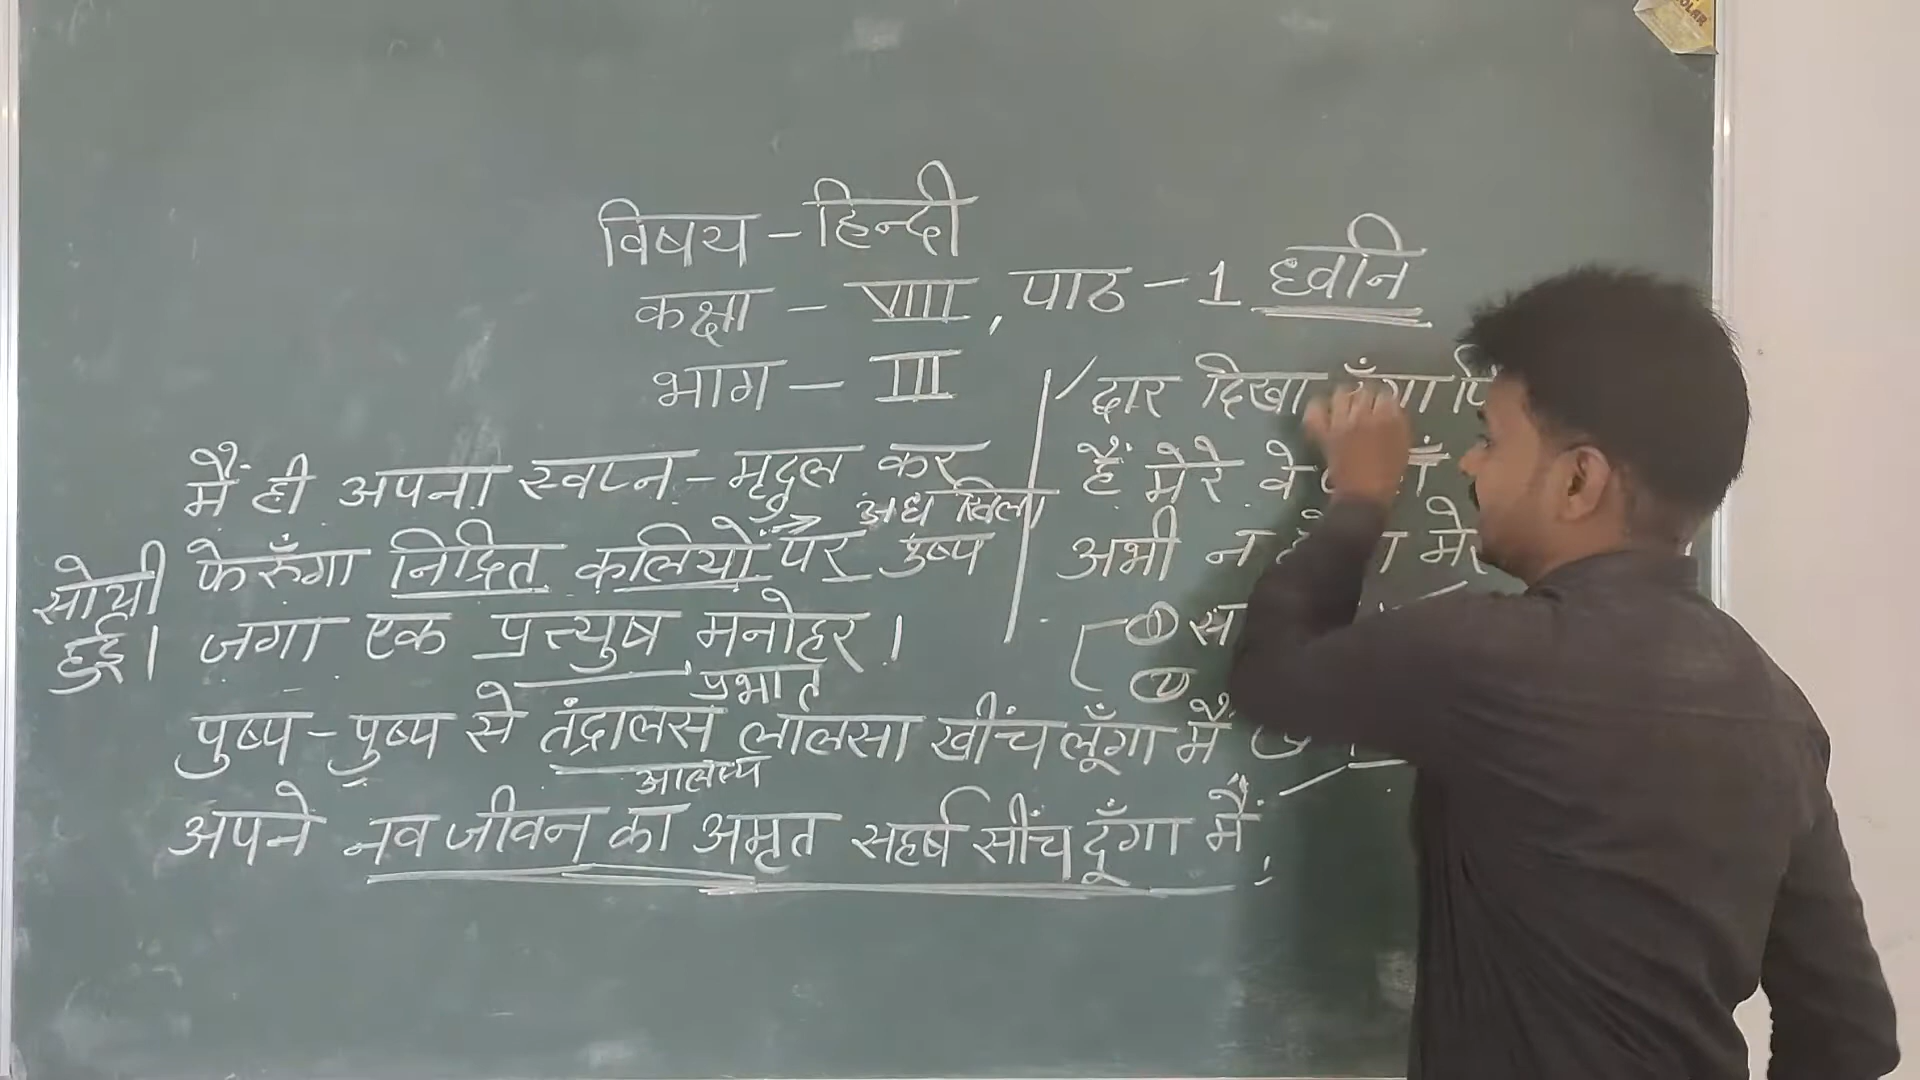 विषय - हिन्दी
कक्षा - VIII, पाठ - 1 ध्वनि
भाग - III
मैं ही अपना स्वप्न - मृदुल कर
अध खिला
फेरूँगा निद्रित कलियों पर पुष्प
सोयी हुई।
जगा एक प्रत्युष मनोहर।
प्रभात
पुष्प - पुष्प से तंद्रालस लालसा खींच लूँगा मैं
आलस्य
अपने नव जीवन का अमृत सहर्ष सींच दूँगा मैं,
द्वार दिखा
हैं मेरे वे
अभी न
SOLAR